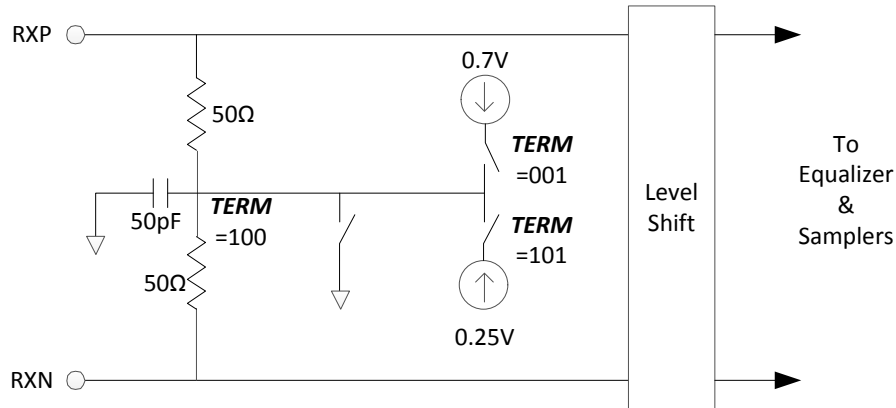 RXP
0.7V
50Ω
TERM
=001
To
Equalizer
&
Samplers
Level
Shift
50pF
TERM
=100
TERM
=101
50Ω
0.25V
RXN